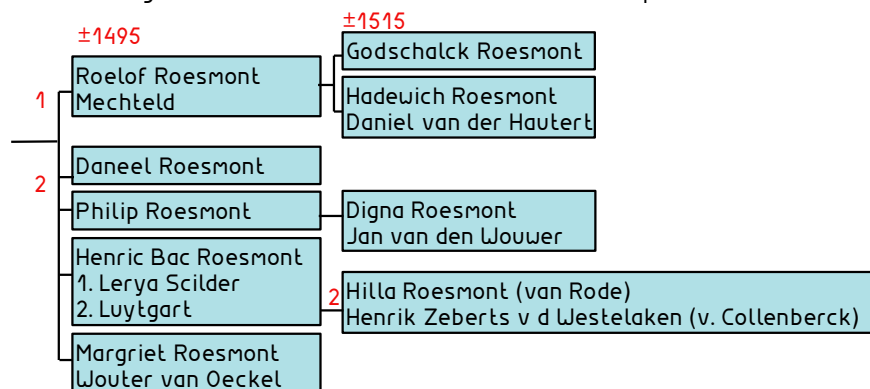 ±1495
±1515
1
Roelof Roesmont
Mechteld
Godschalck Roesmont
Hadewich Roesmont
Daniel van der Hautert
2
Daneel Roesmont
Philip Roesmont
Digna Roesmont
Jan van den Wouwer
Henric Bac Roesmont
1. Lerya Scilder
2. Luytgart
2
Hilla Roesmont (van Rode)
Henrik Zeberts v d Westelaken (v. Collenberck)
Margriet Roesmont
Wouter van Oeckel